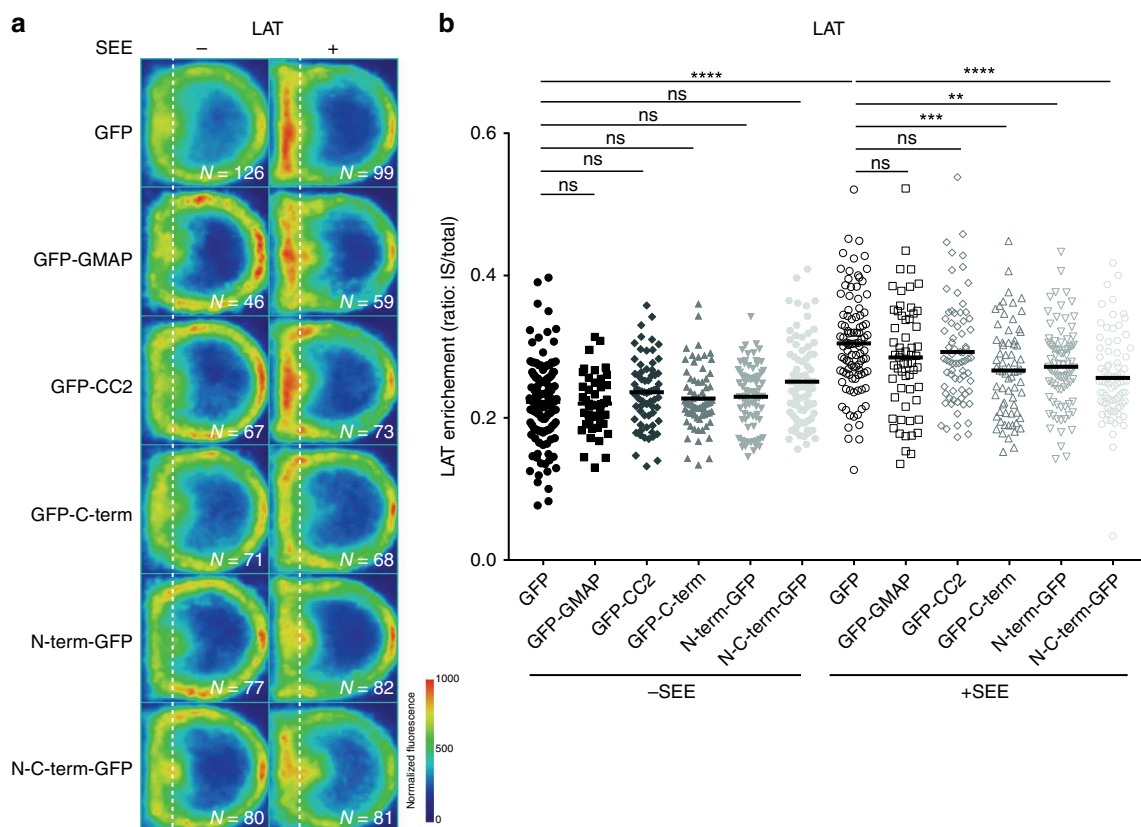 a
LAT
SEE – +
GFP
N = 126
N = 99
GFP-GMAP
N = 46
N = 59
GFP-CC2
N = 67
N = 73
GFP-C-term
N = 71
N = 68
N-term-GFP
N = 77
N = 82
N-C-term-GFP
N = 80
N = 81
1000
500
0
Normalized fluorescence
b
LAT
****
ns
ns
ns
ns
ns
****
**
***
ns
ns
0.6
0.4
0.2
0.0
LAT enrichement (ratio: IS/total)
GFP
GFP-GMAP
GFP-CC2
GFP-C-term
N-term-GFP
N-C-term-GFP
GFP
GFP-GMAP
GFP-CC2
GFP-C-term
N-term-GFP
N-C-term-GFP
–SEE
+SEE